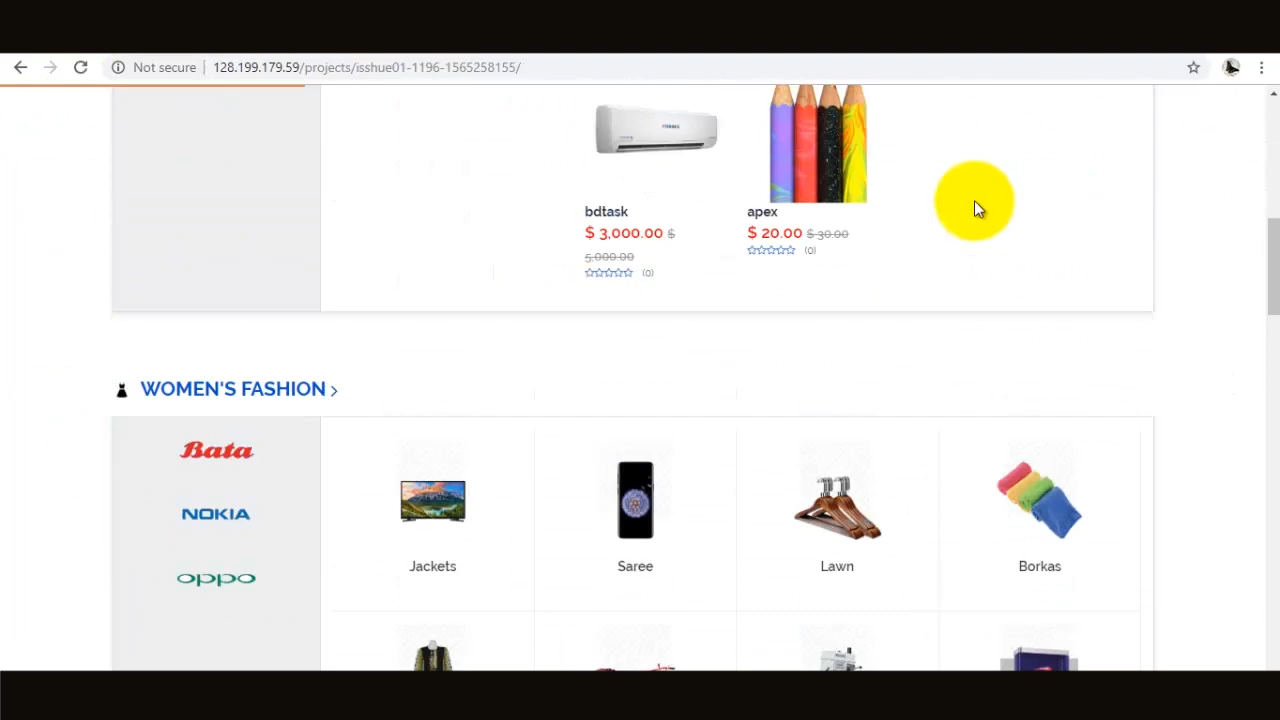 Not secure | 128.199.179.59/projects/isshue01-1196-1565258155/
bdtask
$ 3,000.00 $
5,000.00
(0)
apex
$ 20.00 $ 30.00
(0)
WOMEN'S FASHION
Bata
NOKIA
oppo
Jackets
Saree
Lawn
Borkas